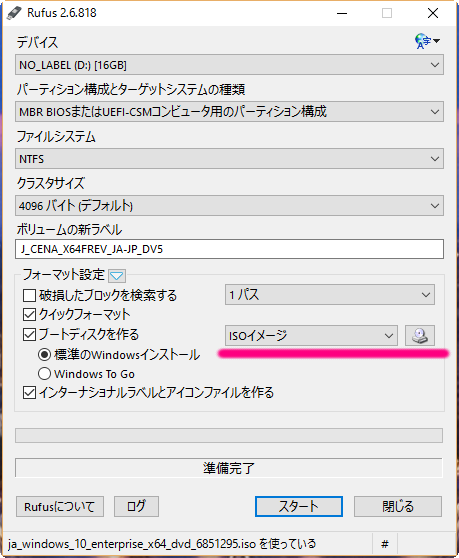 Rufus 2.6.818
デバイス
NO_LABEL (D:) [16GB]
パーティション構成とターゲットシステムの種類
MBR BIOSまたはUEFI-CSMコンピュータ用のパーティション構成
ファイルシステム
NTFS
クラスタサイズ
4096 バイト (デフォルト)
ボリュームの新ラベル
J_CENA_X64FREV_JA-JP_DV5
フォーマット設定
破損したブロックを検索する 1 パス
クイックフォーマット
ブートディスクを作る ISOイメージ
標準のWindowsインストール
Windows To Go
インターナショナルラベルとアイコンファイルを作る
準備完了
Rufusについて ログ スタート 閉じる
ja_windows_10_enterprise_x64_dvd_6851295.iso を使っている #